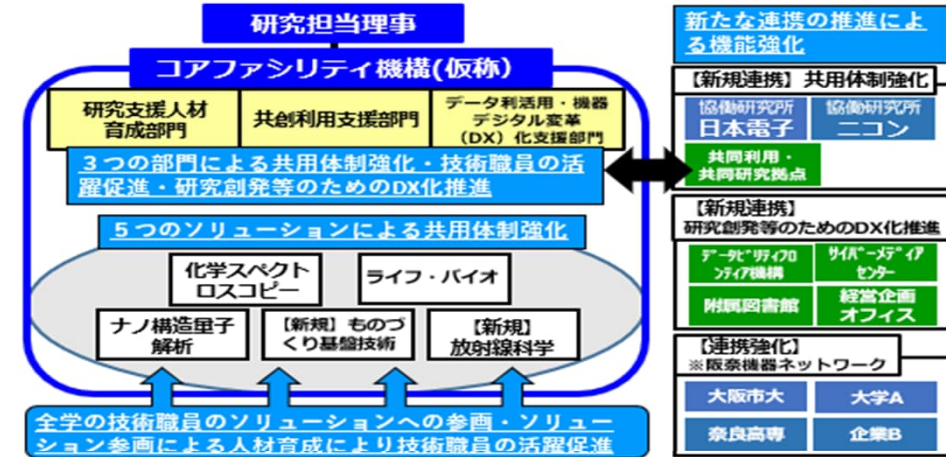 研究担当理事
コアファシリティ機構(仮称)
研究支援人材
育成部門
共創利用支援部門
データ利活用・機器
デジタル変革
(DX)化支援部門
3つの部門による共用体制強化・技術職員の活
躍促進・研究創発等のためのDX化推進
5つのソリューションによる共用体制強化
化学スペクト
ロスコピー
ライフ・バイオ
ナノ構造量子
解析
【新規】ものづ
くり基盤技術
【新規】
放射線科学
全学の技術職員のソリューションへの参画・ソリュー
ション参画による人材育成により技術職員の活躍促進
新たな連携の推進によ
る機能強化
【新規連携】共用体制強化
協働研究所
日本電子
協働研究所
ニコン
共同利用・
共同研究拠点
【新規連携】
研究創発等のためのDX化推進
データビリティフロ
ンティア機構
サイバーメディア
センター
附属図書館
経営企画
オフィス
【連携強化】
※阪奈機器ネットワーク
大阪市大
大学A
奈良高専
企業B